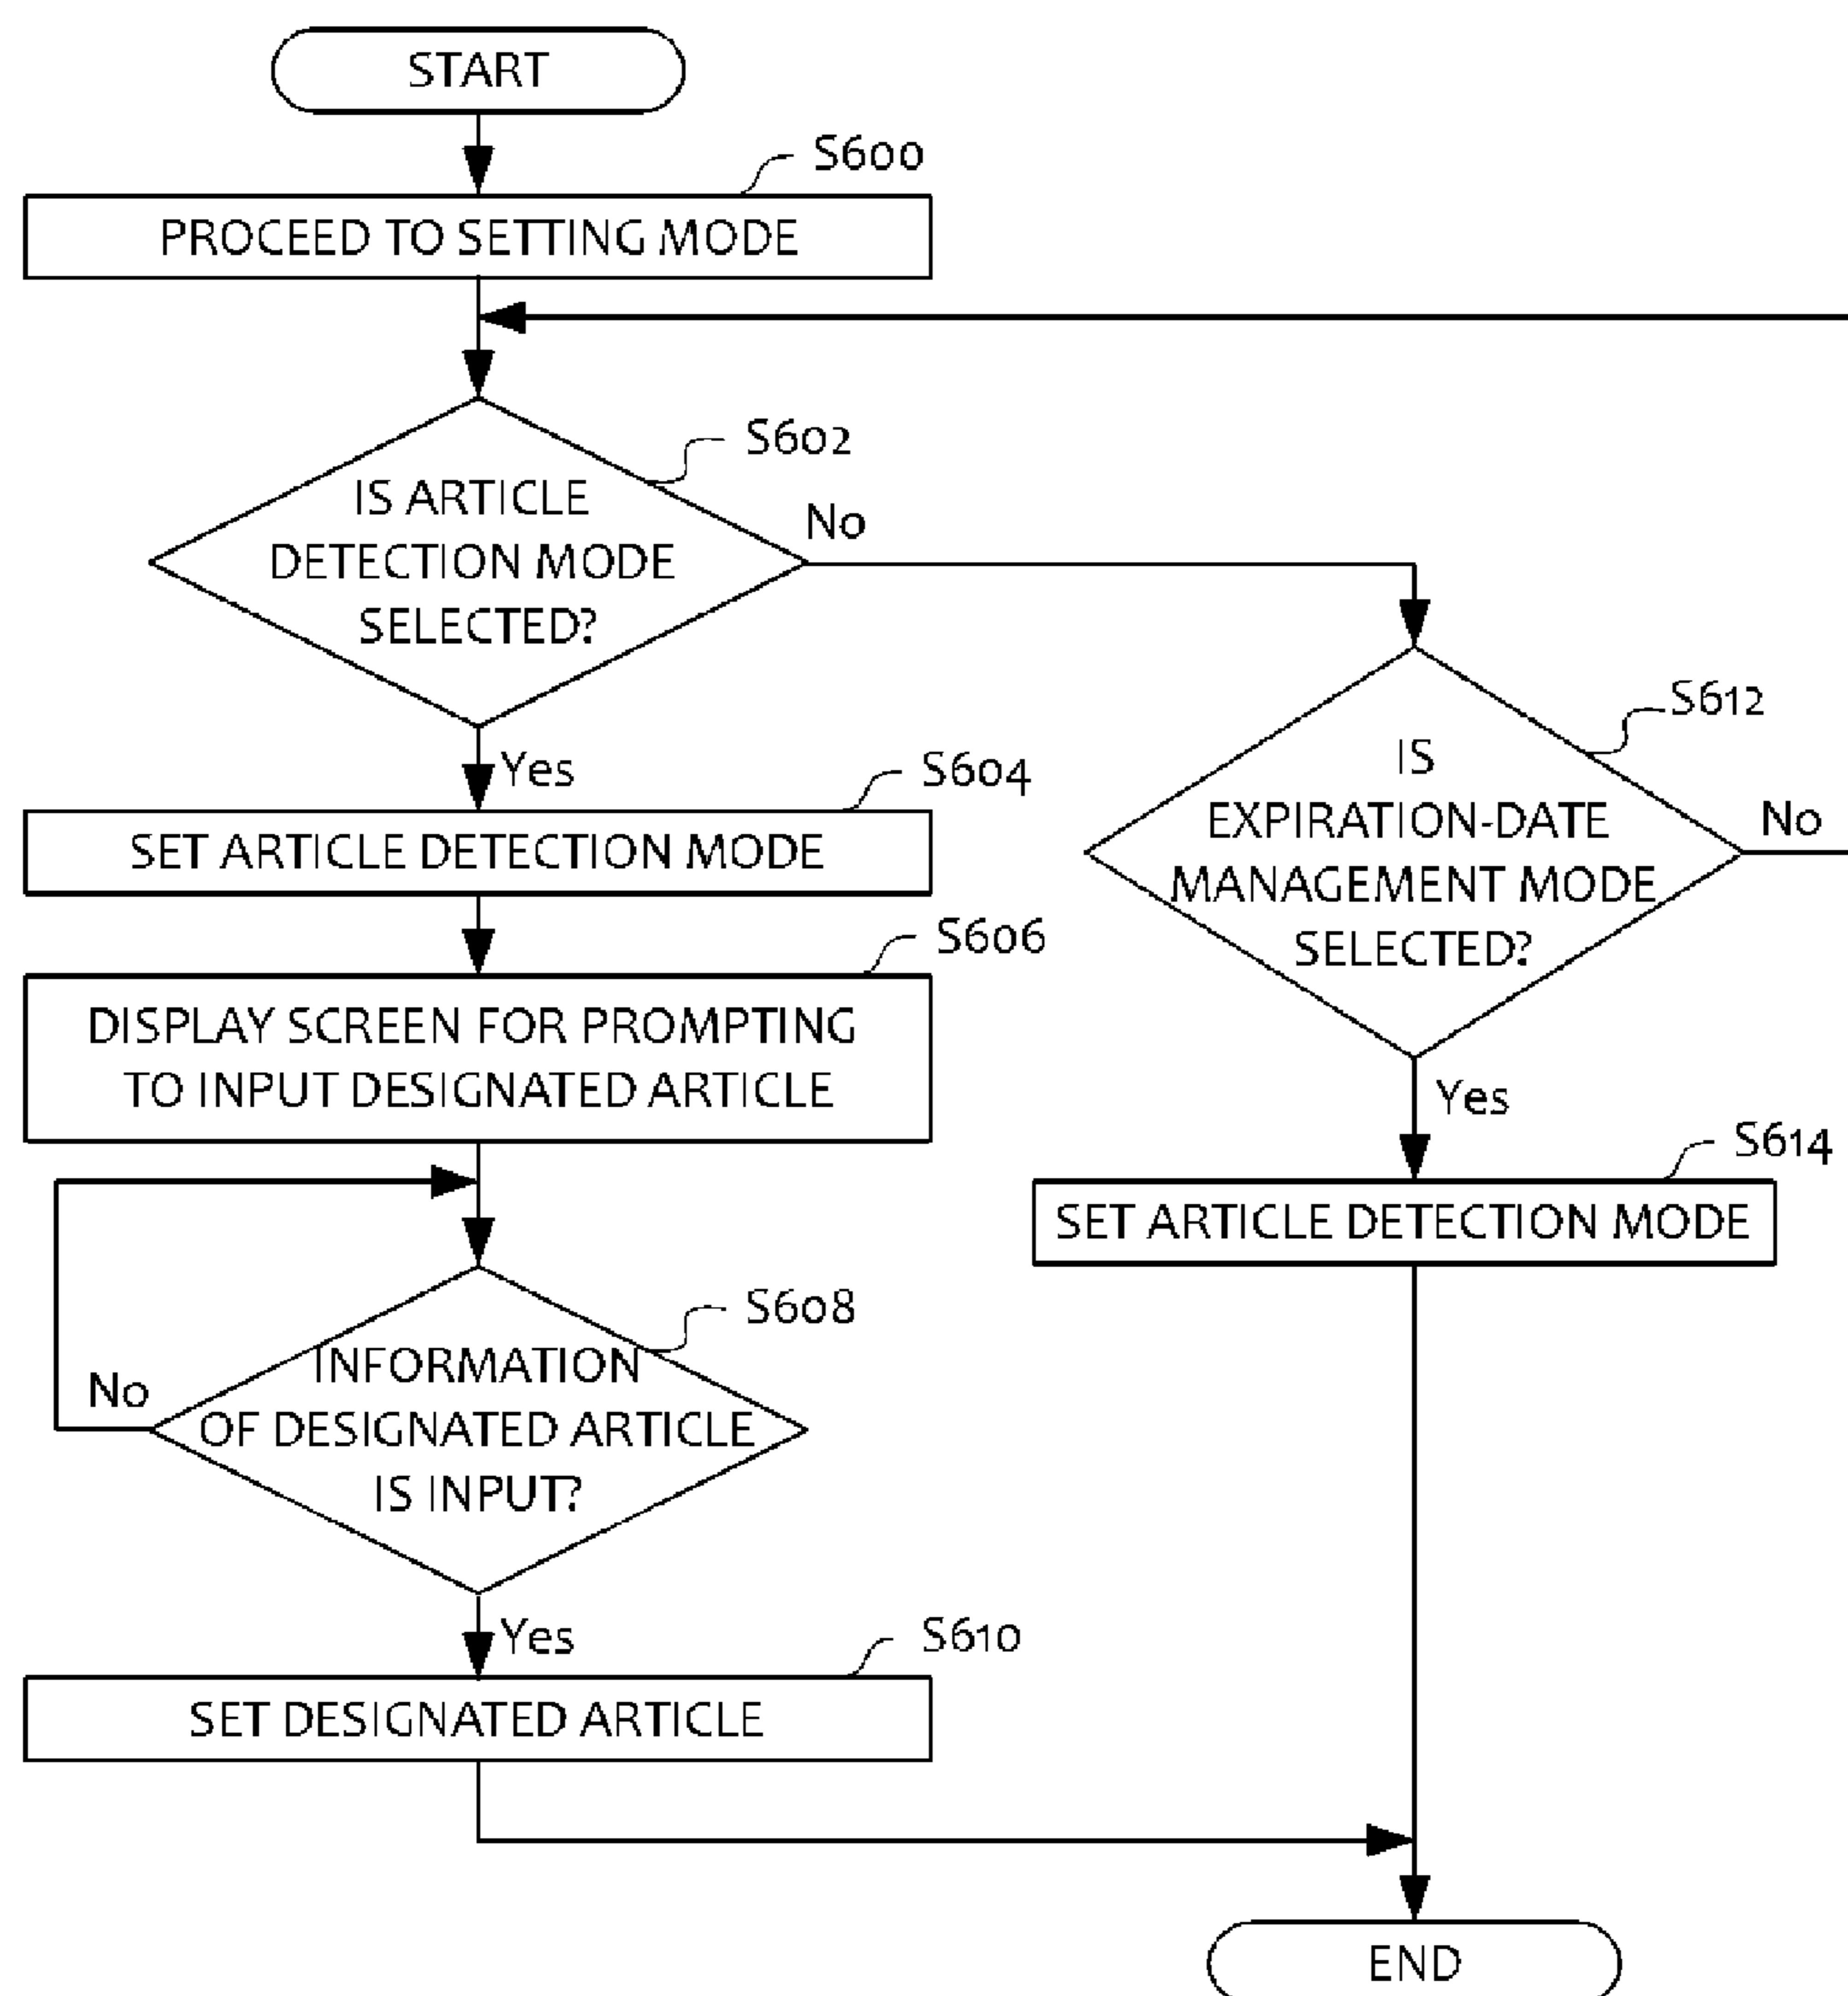 START
S600
PROCEED TO SETTING MODE
S602
IS ARTICLE
DETECTION MODE
SELECTED?
No
Yes
S604
SET ARTICLE DETECTION MODE
S606
DISPLAY SCREEN FOR PROMPTING
TO INPUT DESIGNATED ARTICLE
S608
INFORMATION
OF DESIGNATED ARTICLE
IS INPUT?
No
Yes
S610
SET DESIGNATED ARTICLE
S612
IS
EXPIRATION-DATE
MANAGEMENT MODE
SELECTED?
No
Yes
S614
SET ARTICLE DETECTION MODE
END